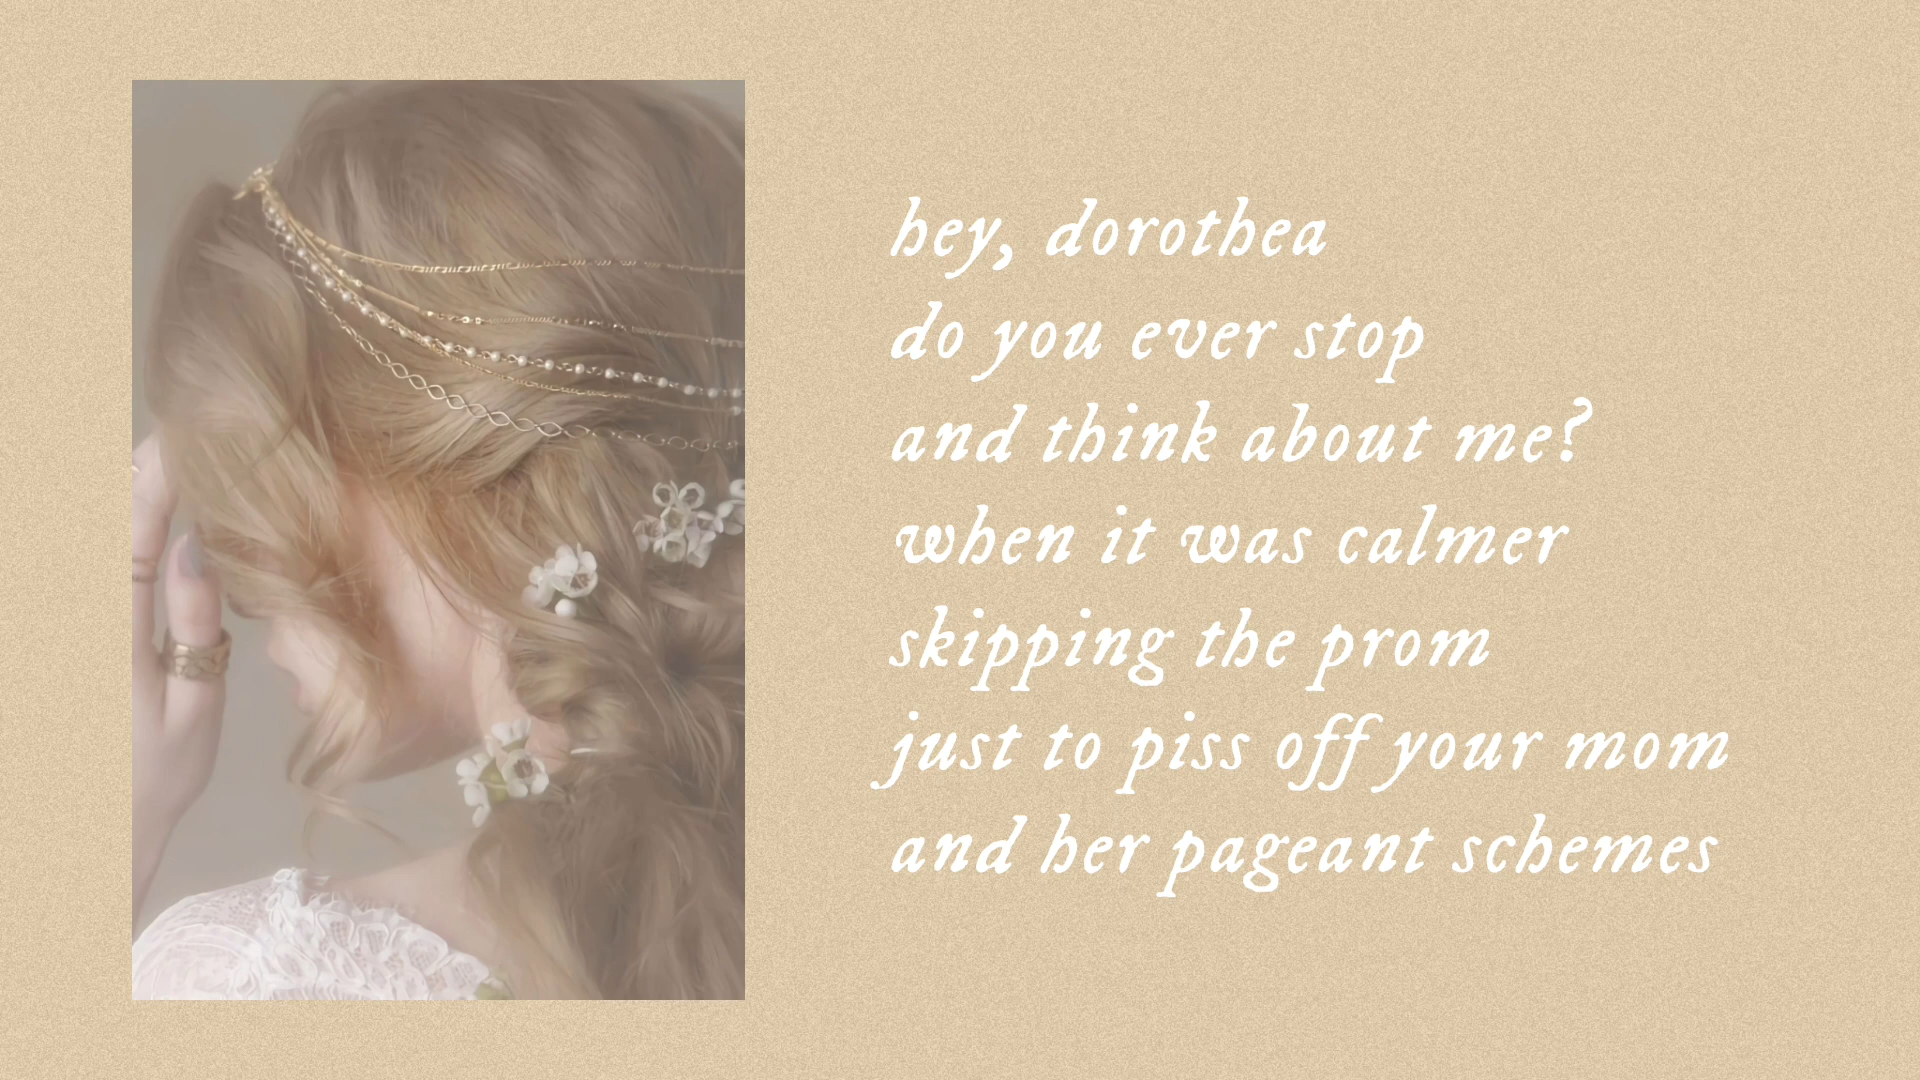 hey, dorothea
do you ever stop
and think about me?
when it was calmer
skipping the prom
just to piss off your mom
and her pageant schemes